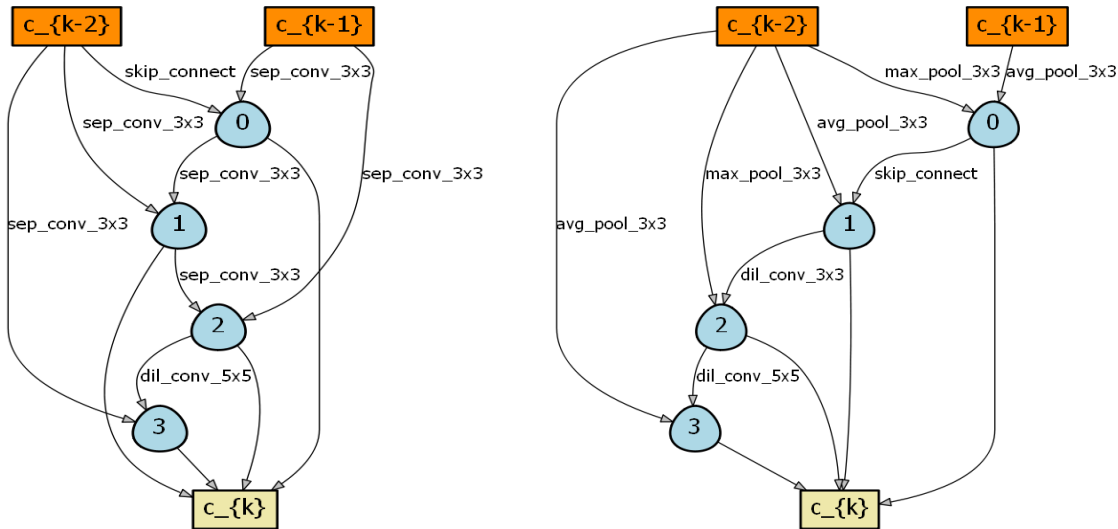 c_{k-2} c_{k-1} c_{k-2} c_{k-1}
skip_connect sep_conv_3x3 max_pool_3x3 avg_pool_3x3
0 0
sep_conv_3x3 avg_pool_3x3
sep_conv_3x3 sep_conv_3x3 max_pool_3x3 skip_connect
sep_conv_3x3 1 avg_pool_3x3 1
sep_conv_3x3 dil_conv_3x3
2 2
dil_conv_5x5 dil_conv_5x5
3 3
c_{k} c_{k}